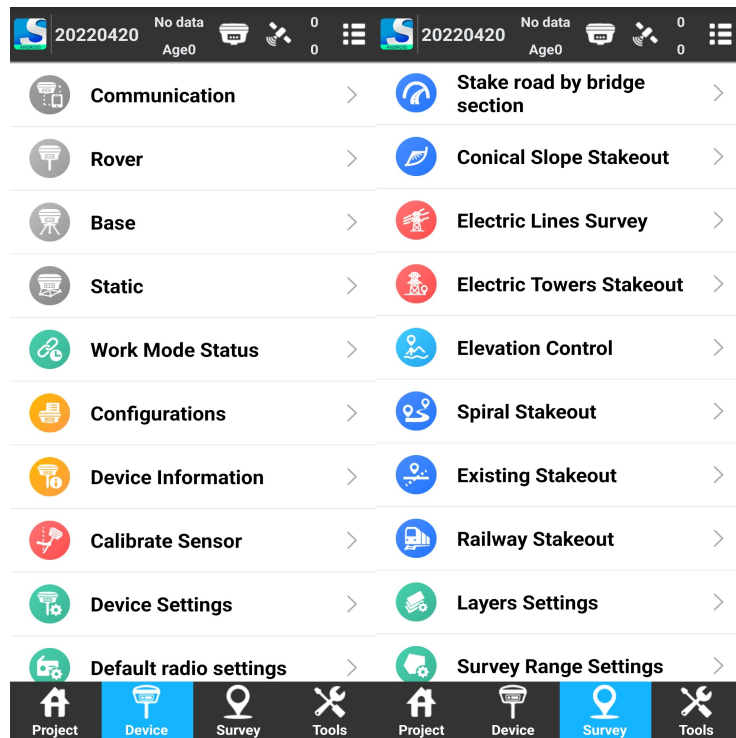 20220420
No data
Age0
0
0
Communication
Rover
Base
Static
Work Mode Status
Configurations
Device Information
Calibrate Sensor
Device Settings
Default radio settings
Project
Device
Survey
Tools
20220420
No data
Age0
0
0
Stake road by bridge
section
Conical Slope Stakeout
Electric Lines Survey
Electric Towers Stakeout
Elevation Control
Spiral Stakeout
Existing Stakeout
Railway Stakeout
Layers Settings
Survey Range Settings
Project
Device
Survey
Tools